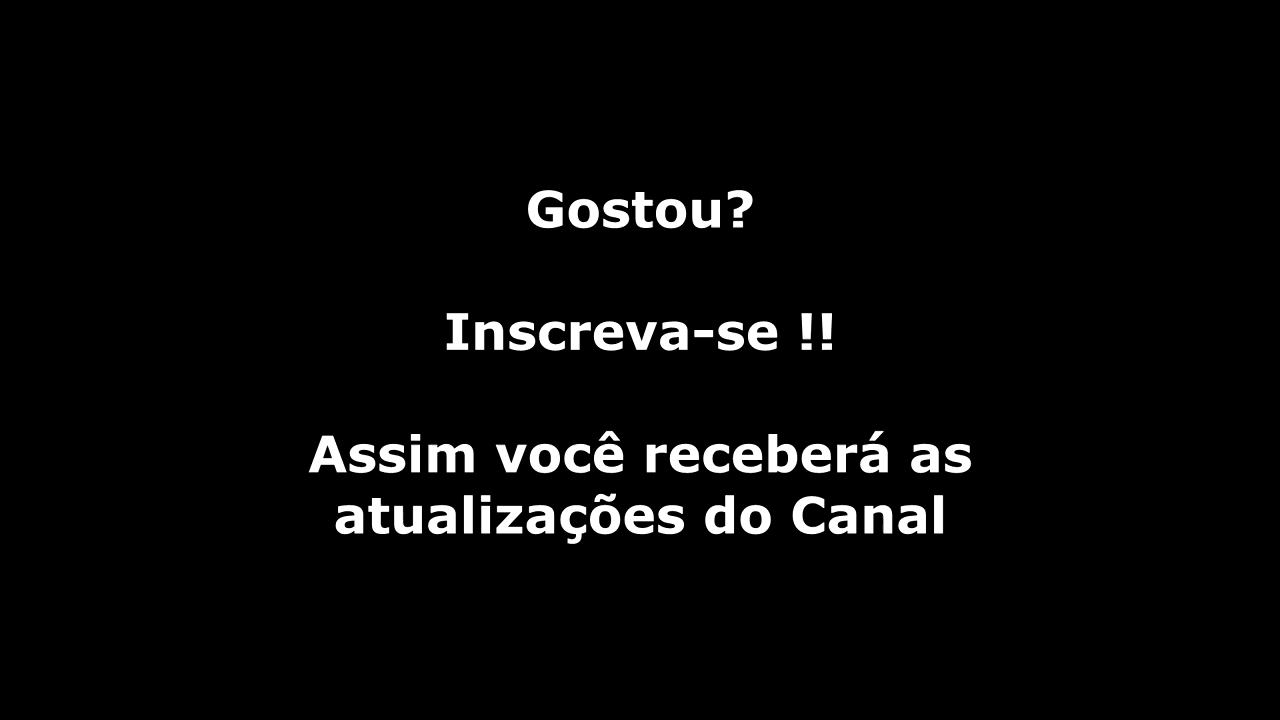 Gostou?
Inscreva-se !!
Assim você receberá as
atualizações do Canal